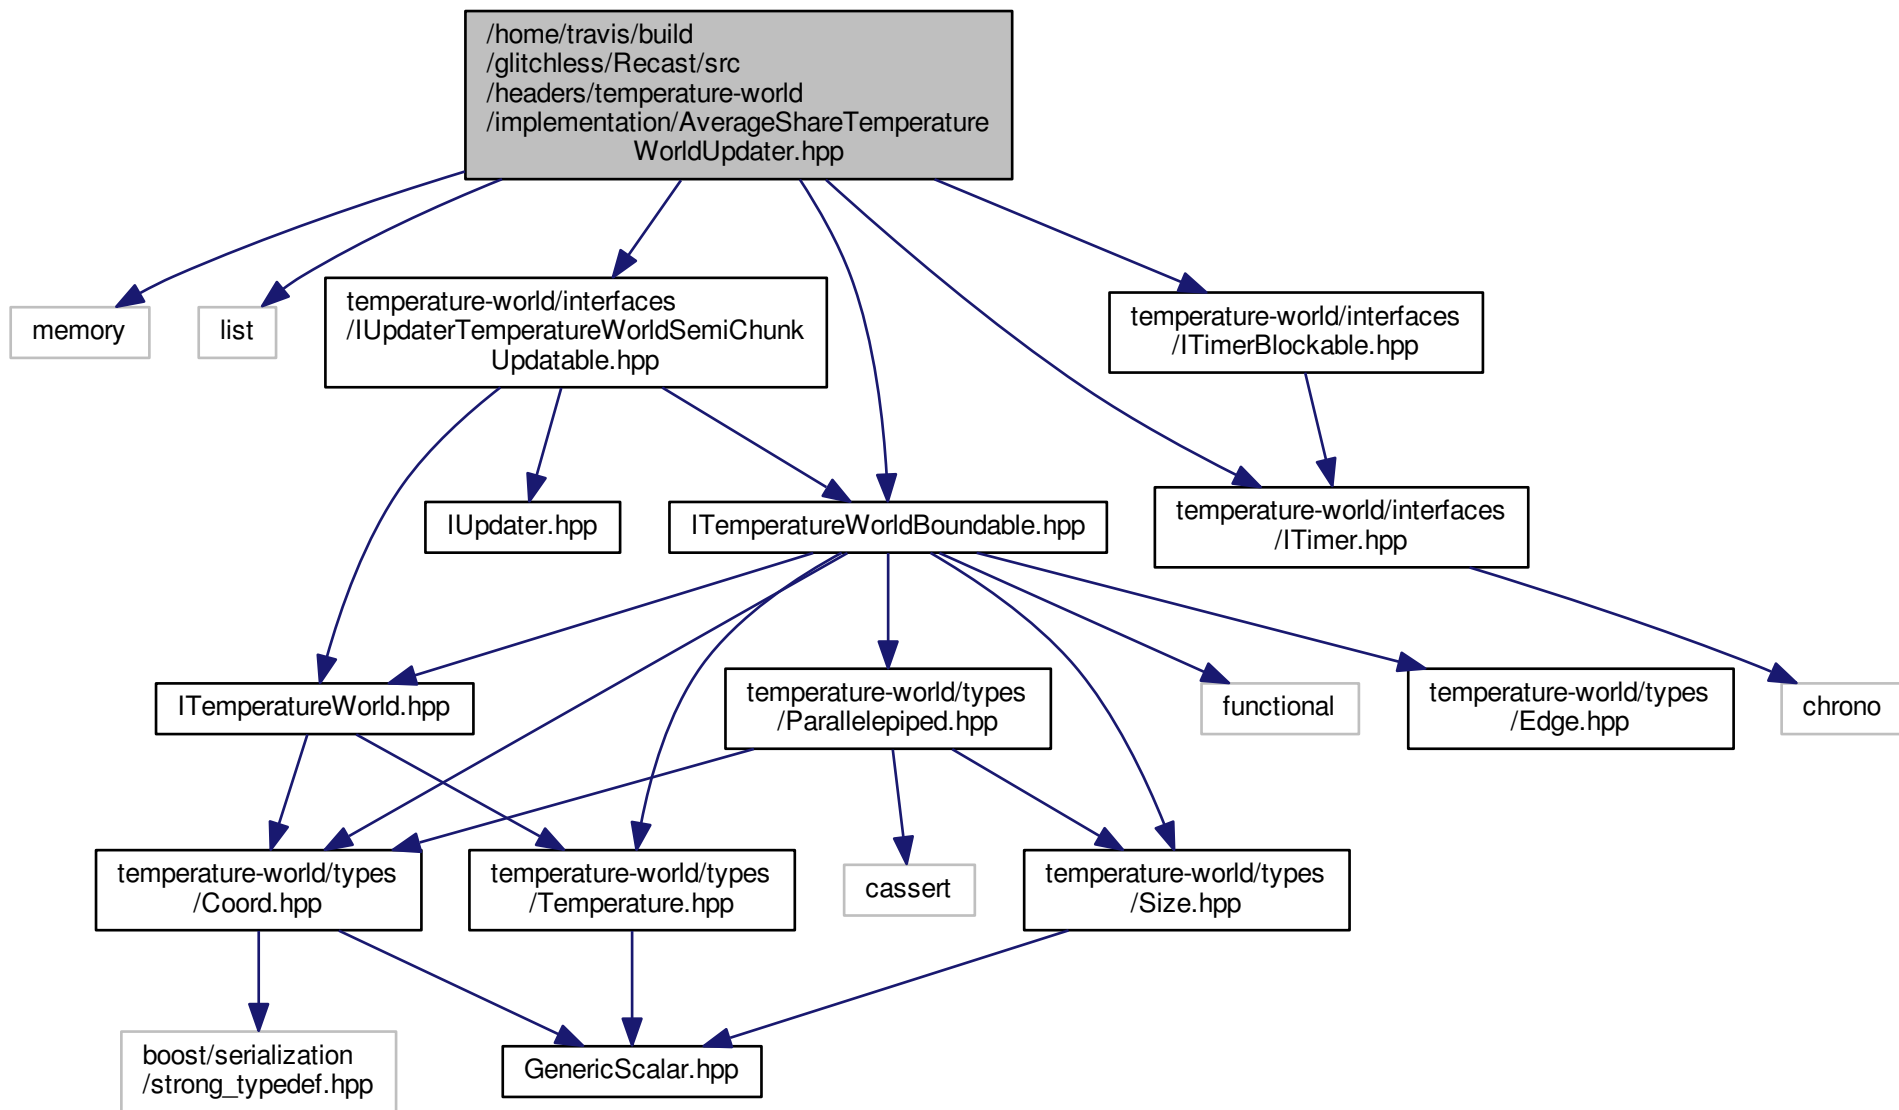 /home/travis/build
/glitchless/Recast/src
/headers/temperature-world
/implementation/AverageShareTemperature
WorldUpdater.hpp
memory
list
temperature-world/interfaces
/IUpdaterTemperatureWorldSemiChunk
Updatable.hpp
temperature-world/interfaces
/ITimerBlockable.hpp
IUpdater.hpp
ITemperatureWorldBoundable.hpp
temperature-world/interfaces
/ITimer.hpp
ITemperatureWorld.hpp
temperature-world/types
/Parallelepiped.hpp
functional
temperature-world/types
/Edge.hpp
chrono
temperature-world/types
/Coord.hpp
temperature-world/types
/Temperature.hpp
cassert
temperature-world/types
/Size.hpp
boost/serialization
/strong_typedef.hpp
GenericScalar.hpp